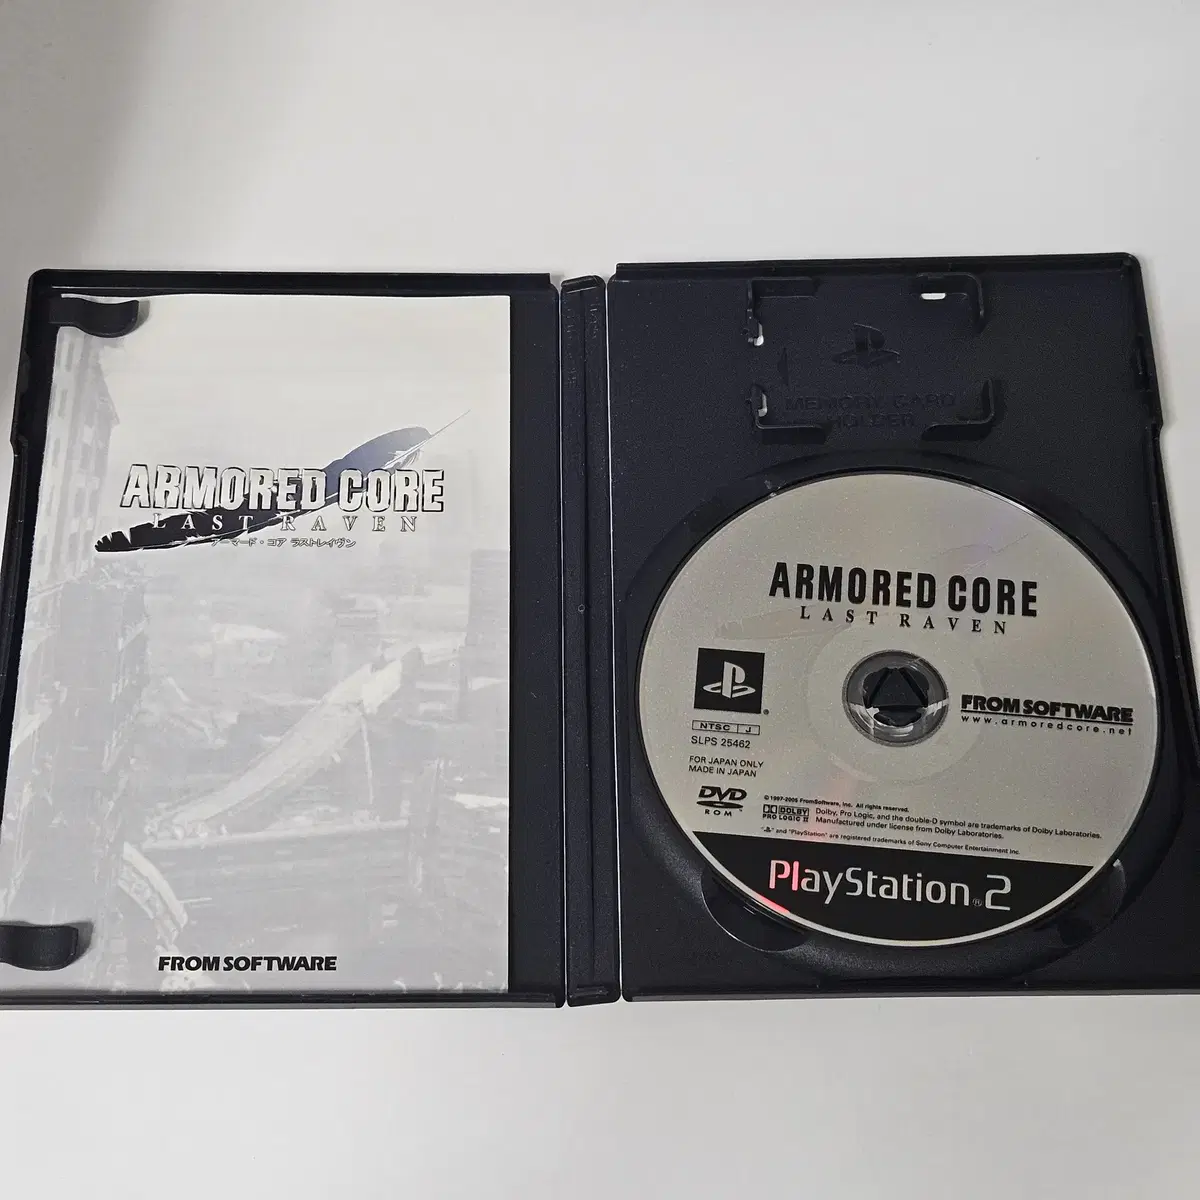 ARMORED CORE
LAST RAVEN
アーマード・コア ラストレイヴン
FROM SOFTWARE
MEMORY CARD
HOLDER
ARMORED CORE
LAST RAVEN
FROM SOFTWARE
www.armoredcore.net
NTSC J
SLPS 25462
FOR JAPAN ONLY
MADE IN JAPAN
DVD
ROM
© 1997-2005 FromSoftware, Inc. All rights reserved.
DOLBY
PRO LOGIC II
Dolby, Pro Logic, and the double-D symbol are trademarks of Dolby Laboratories.
Manufactured under license from Dolby Laboratories.
" " and "PlayStation" are registered trademarks of Sony Computer Entertainment Inc.
PlayStation®2